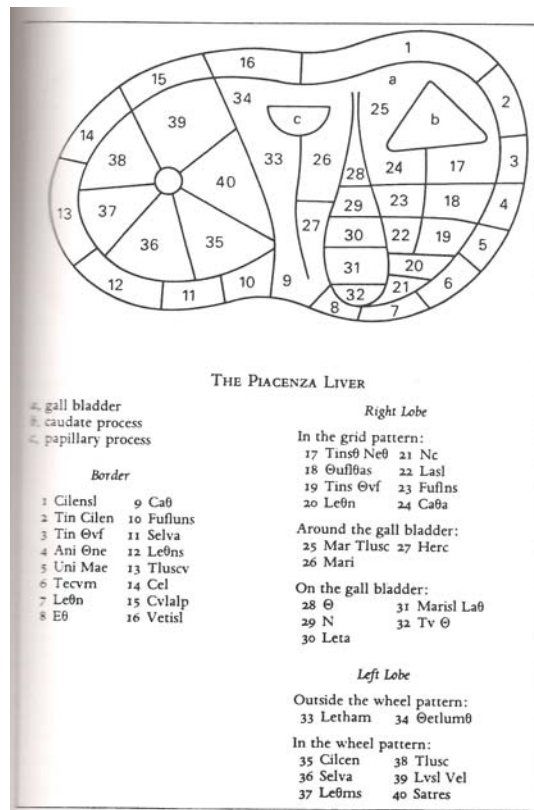 1
16
15
a
34
25
2
39
c
b
14
38
33
26
24
17
3
40
28
13
37
29
23
18
4
27
36
35
30
22
19
5
31
20
12
10
9
6
11
32
21
8
7
THE PIACENZA LIVER
a, gall bladder
b, caudate process
c, papillary process
Border
1 Cilensl 9 Caθ
2 Tin Cilen 10 Fufluns
3 Tin Θvf 11 Selva
4 Ani Θne 12 Leθns
5 Uni Mae 13 Tluscv
6 Tecvm 14 Cel
7 Leθn 15 Cvlalp
8 Eθ 16 Vetisl
Right Lobe
In the grid pattern:
17 Tinsθ Neθ 21 Nc
18 Θuflθas 22 Lasl
19 Tins Θvf 23 Fuflns
20 Leθn 24 Caθa
Around the gall bladder:
25 Mar Tlusc 27 Herc
26 Mari
On the gall bladder:
28 Θ 31 Marisl Laθ
29 N 32 Tv Θ
30 Leta
Left Lobe
Outside the wheel pattern:
33 Letham 34 Θetlumθ
In the wheel pattern:
35 Cilcen 38 Tlusc
36 Selva 39 Lvsl Vel
37 Leθms 40 Satres